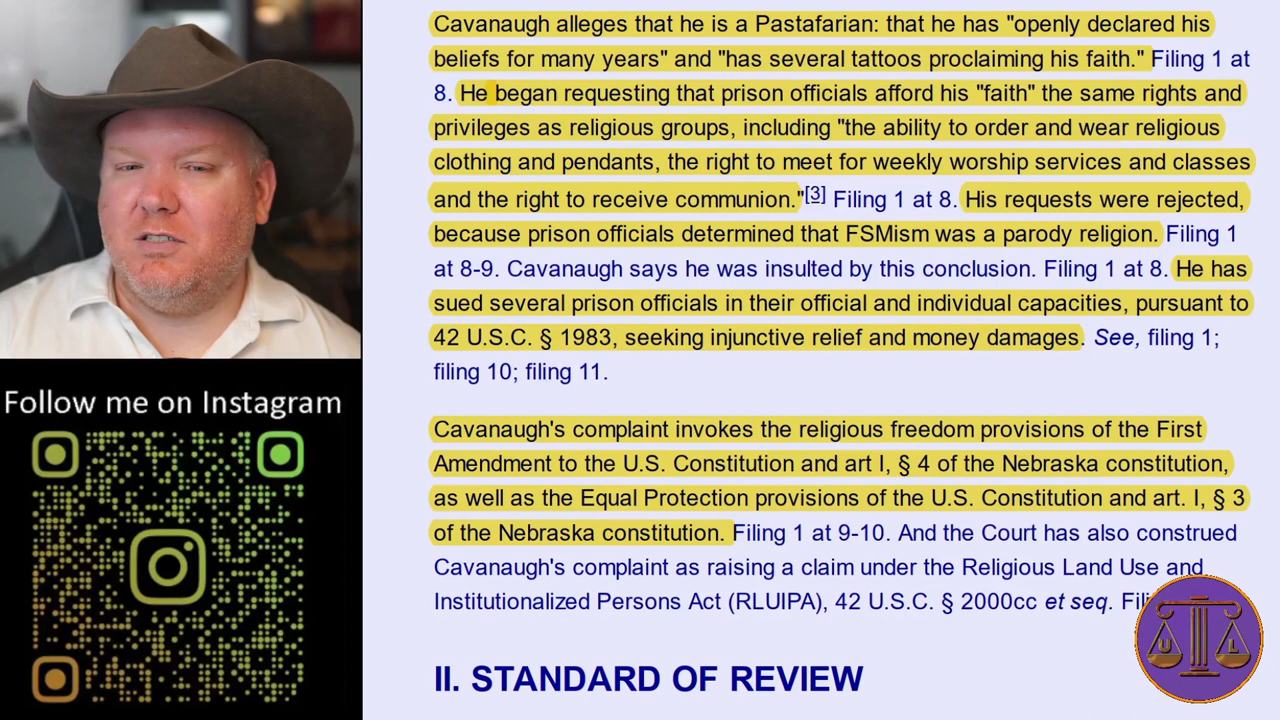 Cavanaugh alleges that he is a Pastafarian: that he has "openly declared his
beliefs for many years" and "has several tattoos proclaiming his faith." Filing 1 at
8. He began requesting that prison officials afford his "faith" the same rights and
privileges as religious groups, including "the ability to order and wear religious
clothing and pendants, the right to meet for weekly worship services and classes
and the right to receive communion."[3] Filing 1 at 8. His requests were rejected,
because prison officials determined that FSMism was a parody religion. Filing 1
at 8-9. Cavanaugh says he was insulted by this conclusion. Filing 1 at 8. He has
sued several prison officials in their official and individual capacities, pursuant to
42 U.S.C. § 1983, seeking injunctive relief and money damages. See, filing 1;
filing 10; filing 11.
Cavanaugh's complaint invokes the religious freedom provisions of the First
Amendment to the U.S. Constitution and art I, § 4 of the Nebraska constitution,
as well as the Equal Protection provisions of the U.S. Constitution and art. I, § 3
of the Nebraska constitution. Filing 1 at 9-10. And the Court has also construed
Cavanaugh's complaint as raising a claim under the Religious Land Use and
Institutionalized Persons Act (RLUIPA), 42 U.S.C. § 2000cc et seq.
II. STANDARD OF REVIEW
Follow me on Instagram
U L